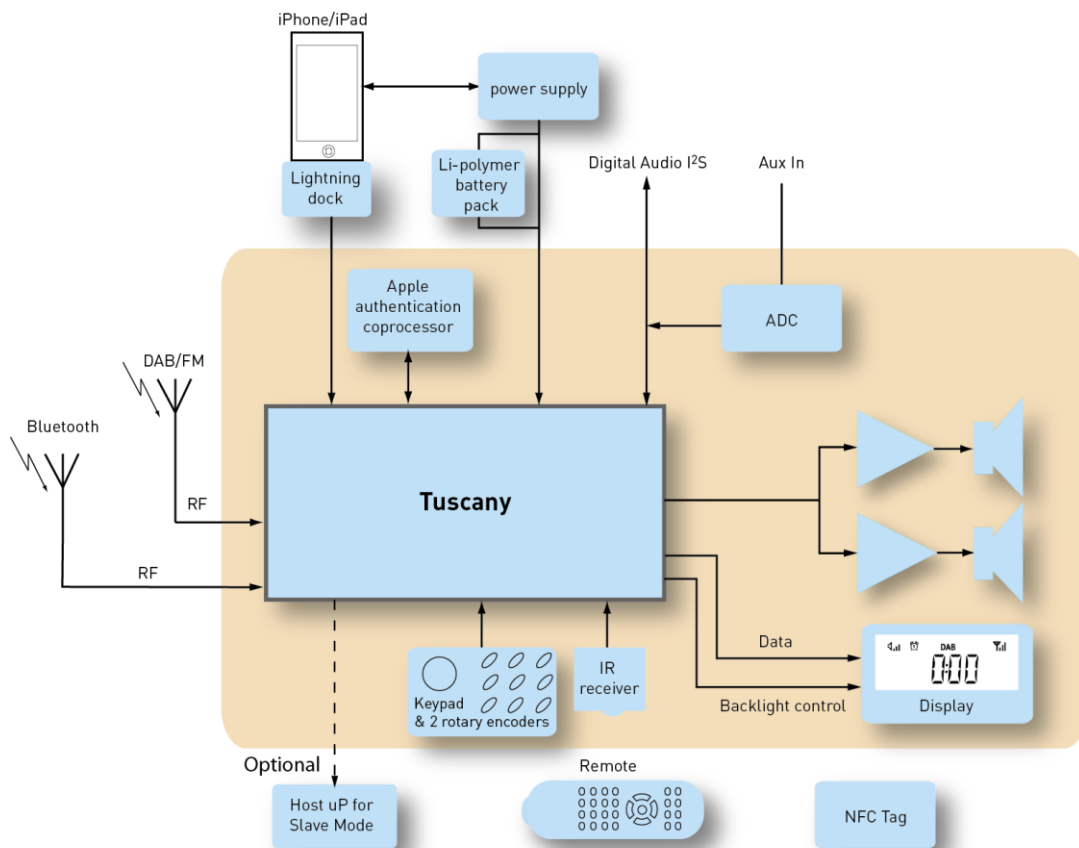 iPhone/iPad
power supply
Lightning
dock
Li-polymer
battery
pack
Digital Audio I²S
Aux In
Apple
authentication
coprocessor
ADC
DAB/FM
Bluetooth
RF
RF
Tuscany
Data
Backlight control
DAB
0:00
Display
Keypad
& 2 rotary encoders
IR
receiver
Optional
Host uP for
Slave Mode
Remote
NFC Tag